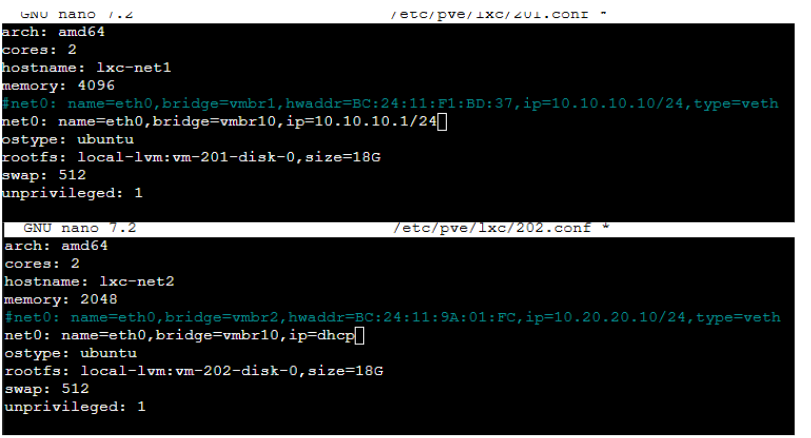 GNU nano 7.2 /etc/pve/lxc/201.conf *
arch: amd64
cores: 2
hostname: lxc-net1
memory: 4096
#net0: name=eth0,bridge=vmbr1,hwaddr=BC:24:11:F1:BD:37,ip=10.10.10.10/24,type=veth
net0: name=eth0,bridge=vmbr10,ip=10.10.10.1/24
ostype: ubuntu
rootfs: local-lvm:vm-201-disk-0,size=18G
swap: 512
unprivileged: 1
GNU nano 7.2 /etc/pve/lxc/202.conf *
arch: amd64
cores: 2
hostname: lxc-net2
memory: 2048
#net0: name=eth0,bridge=vmbr2,hwaddr=BC:24:11:9A:01:FC,ip=10.20.20.10/24,type=veth
net0: name=eth0,bridge=vmbr10,ip=dhcp
ostype: ubuntu
rootfs: local-lvm:vm-202-disk-0,size=18G
swap: 512
unprivileged: 1